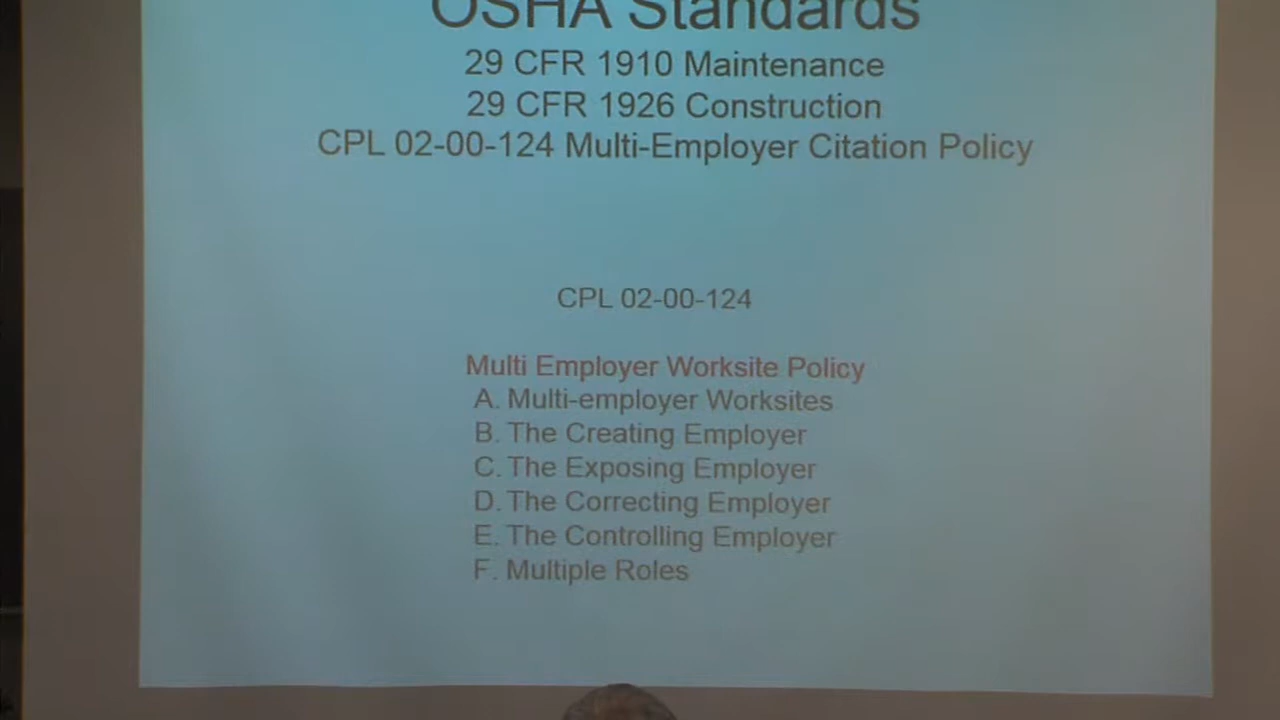 OSHA Standards
29 CFR 1910 Maintenance
29 CFR 1926 Construction
CPL 02-00-124 Multi-Employer Citation Policy
CPL 02-00-124
Multi Employer Worksite Policy
A. Multi-employer Worksites
B. The Creating Employer
C. The Exposing Employer
D. The Correcting Employer
E. The Controlling Employer
F. Multiple Roles